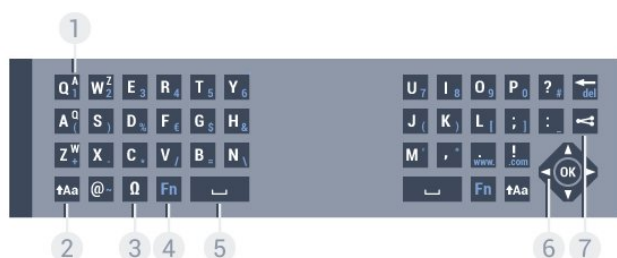 1
Q A 1 W Z 2 E 3 R 4 T 5 Y 6 U 7 I 8 O 9 P 0 ? # del
A Q ( S ) D % F € G $ H & J ( K ) L [ ; ] : _
Z W + X - C * V / B = N \ M ' , " . www. ! .com OK
Aa @ ~ Ω Fn Fn Aa
2 3 4 5 6 7